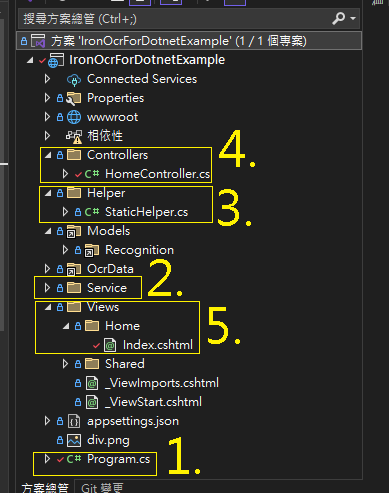 搜尋方案總管 (Ctrl+;)
方案 'IronOcrForDotnetExample' (1 / 1 個專案)
IronOcrForDotnetExample
Connected Services
Properties
wwwroot
相依性
Controllers
4.
C# HomeController.cs
Helper
3.
C# StaticHelper.cs
Models
Recognition
OcrData
2.
Service
Views
5.
Home
Index.cshtml
Shared
_ViewImports.cshtml
_ViewStart.cshtml
appsettings.json
div.png
1.
C# Program.cs
方案總管 Git 變更